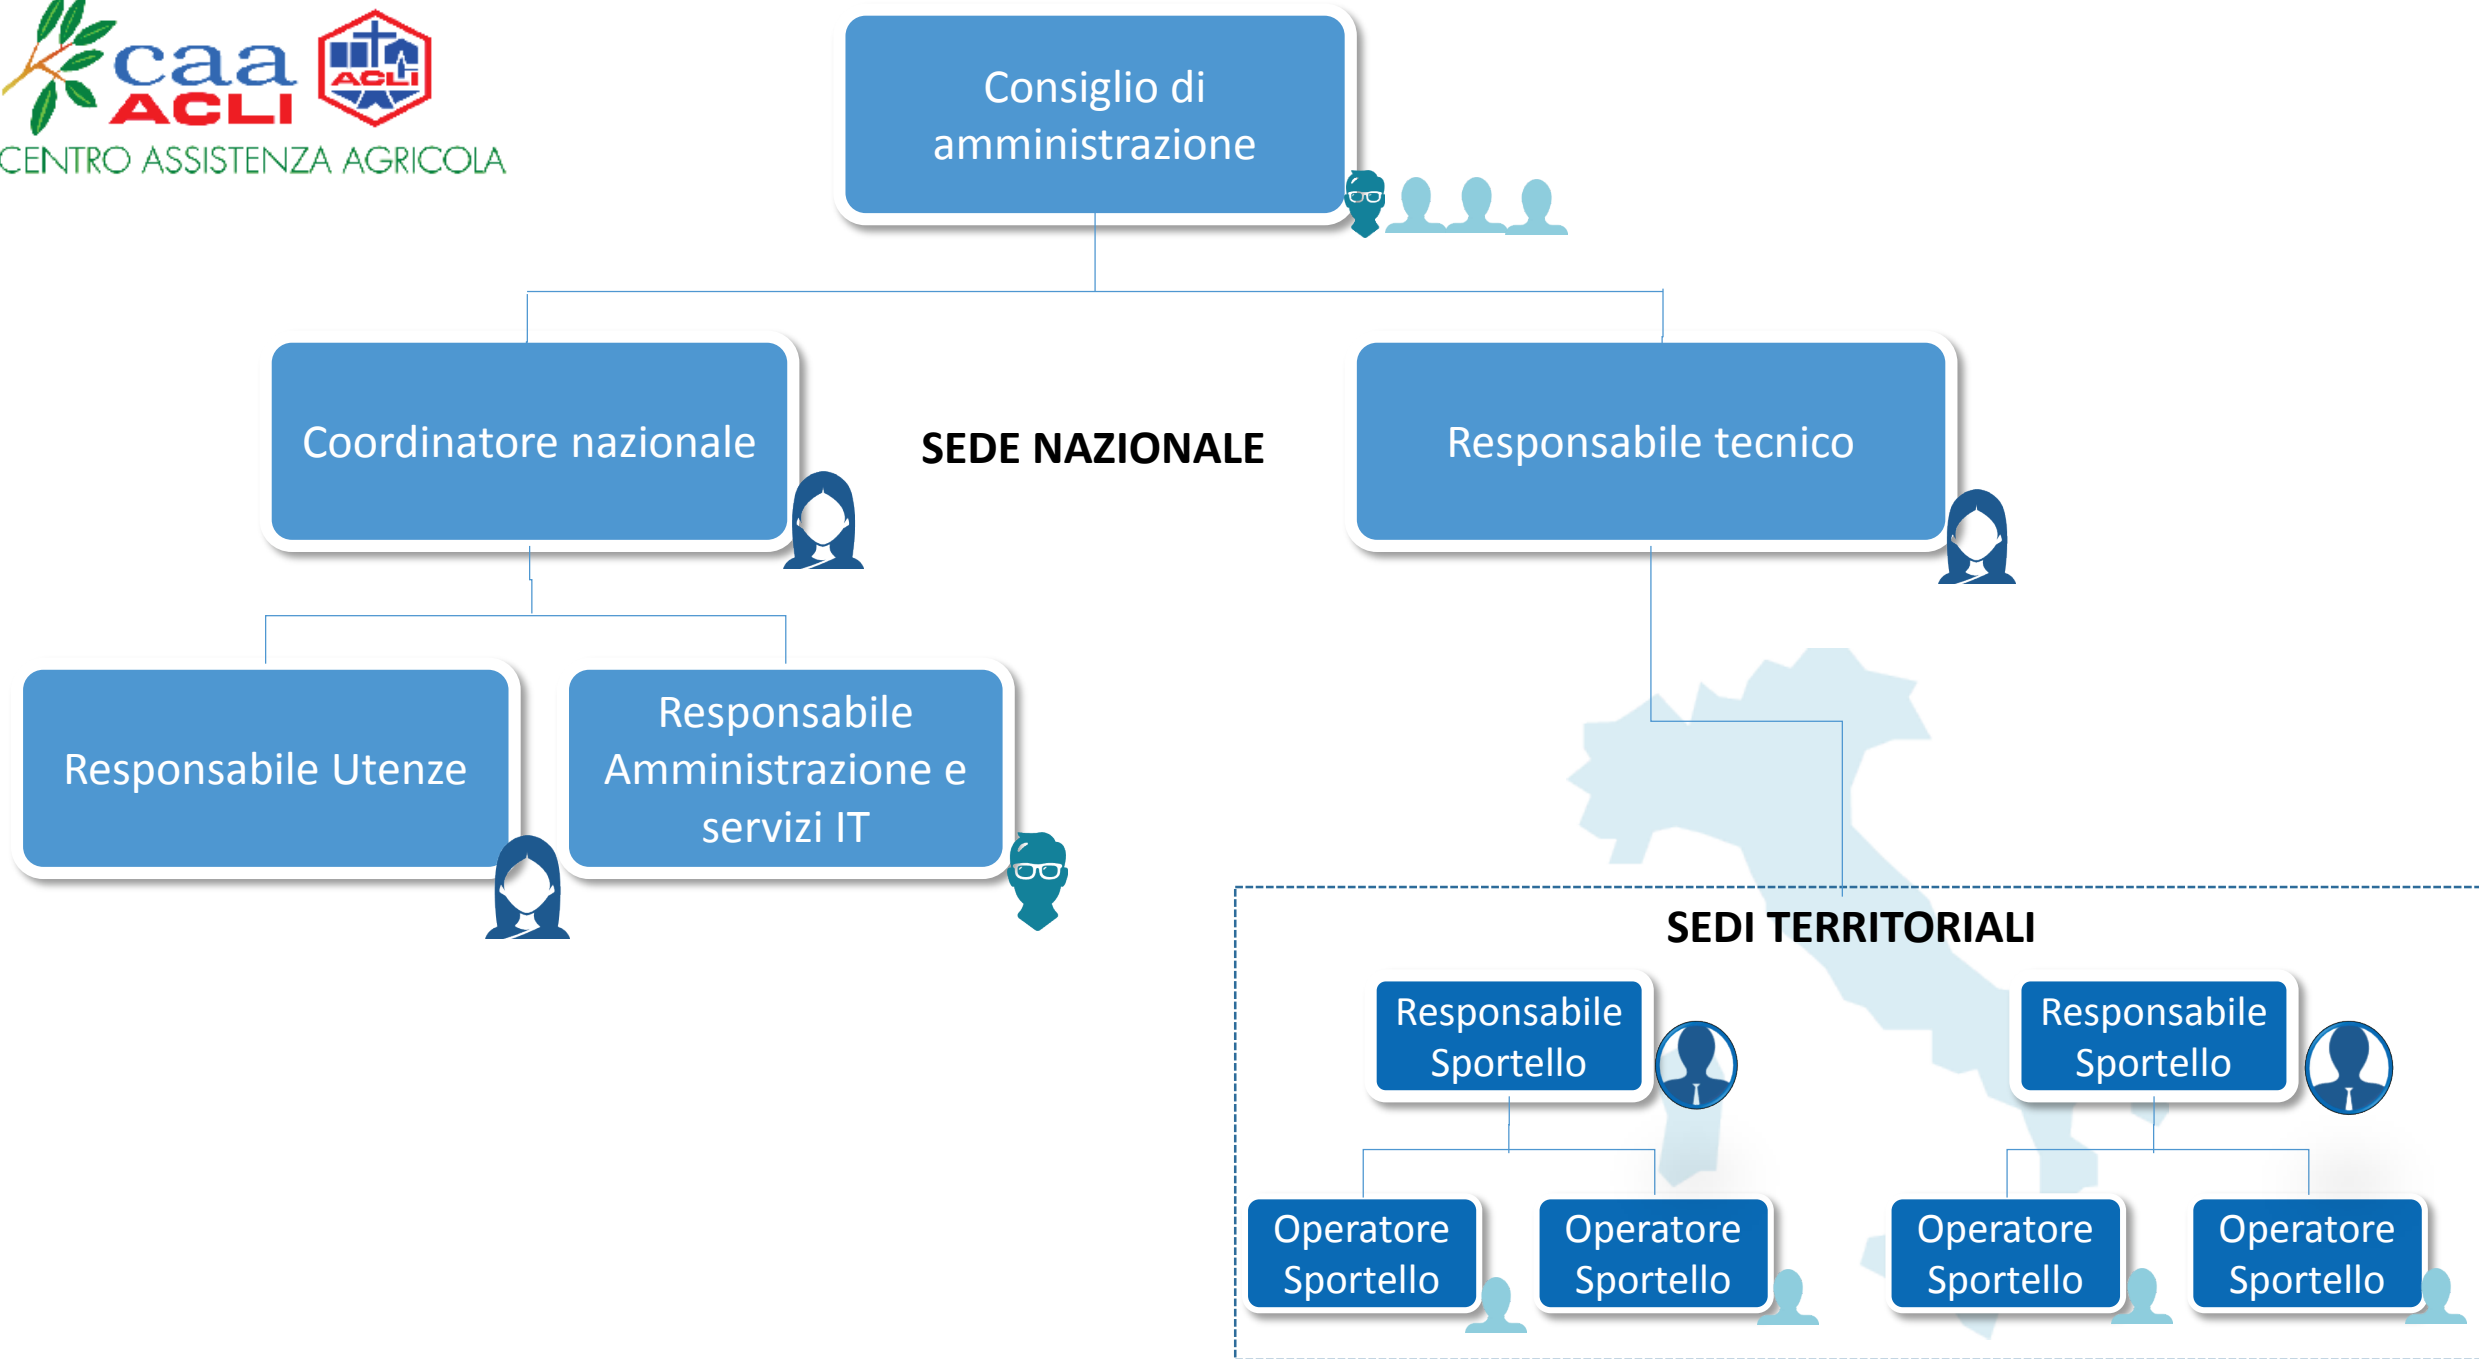 caa
ACLI
ACLI
CENTRO ASSISTENZA AGRICOLA
Consiglio di
amministrazione
Coordinatore nazionale
SEDE NAZIONALE
Responsabile tecnico
Responsabile Utenze
Responsabile
Amministrazione e
servizi IT
SEDI TERRITORIALI
Responsabile
Sportello
Responsabile
Sportello
Operatore
Sportello
Operatore
Sportello
Operatore
Sportello
Operatore
Sportello